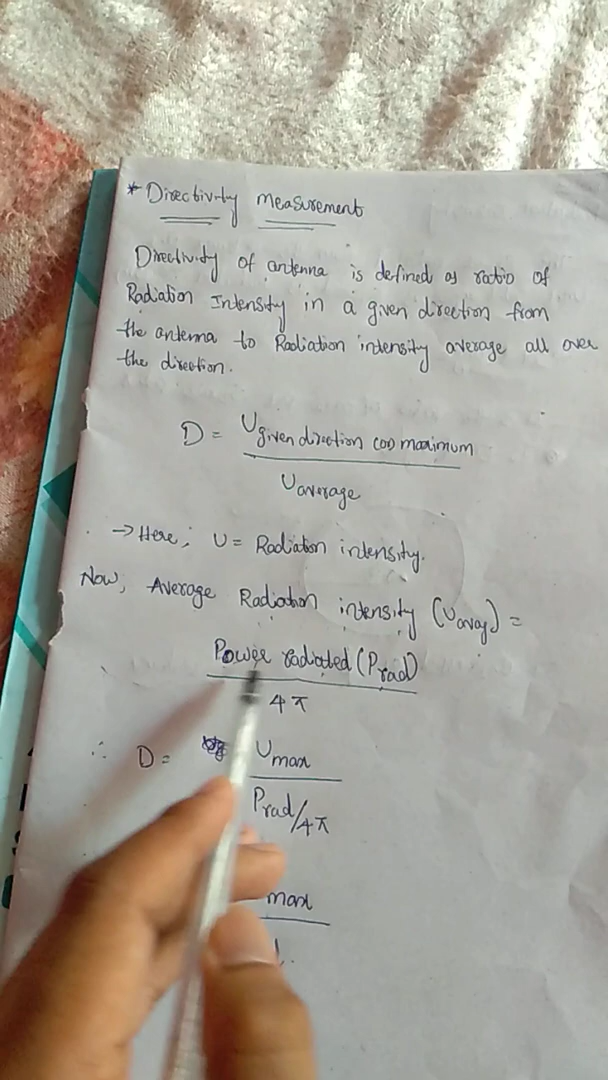 * Directivity measurement
Directivity of antenna is defined as ratio of
Radiation Intensity in a given direction from
the antenna to Radiation intensity average all over
the direction.
D = U given direction (or) maximum
U average
→ Here; U = Radiation intensity.
Now, Average Radiation intensity (Uavg) =
Power radiated (Prad)
4π
∴ D = Umax
Prad/4π
max